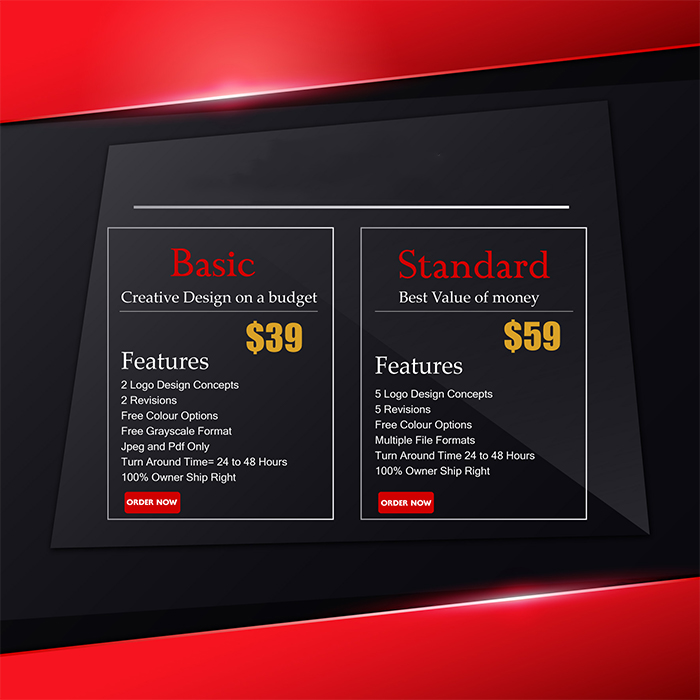 Basic
Creative Design on a budget
$39
Features
2 Logo Design Concepts
2 Revisions
Free Colour Options
Free Grayscale Format
Jpeg and Pdf Only
Turn Around Time= 24 to 48 Hours
100% Owner Ship Right
ORDER NOW
Standard
Best Value of money
$59
Features
5 Logo Design Concepts
5 Revisions
Free Colour Options
Multiple File Formats
Turn Around Time 24 to 48 Hours
100% Owner Ship Right
ORDER NOW